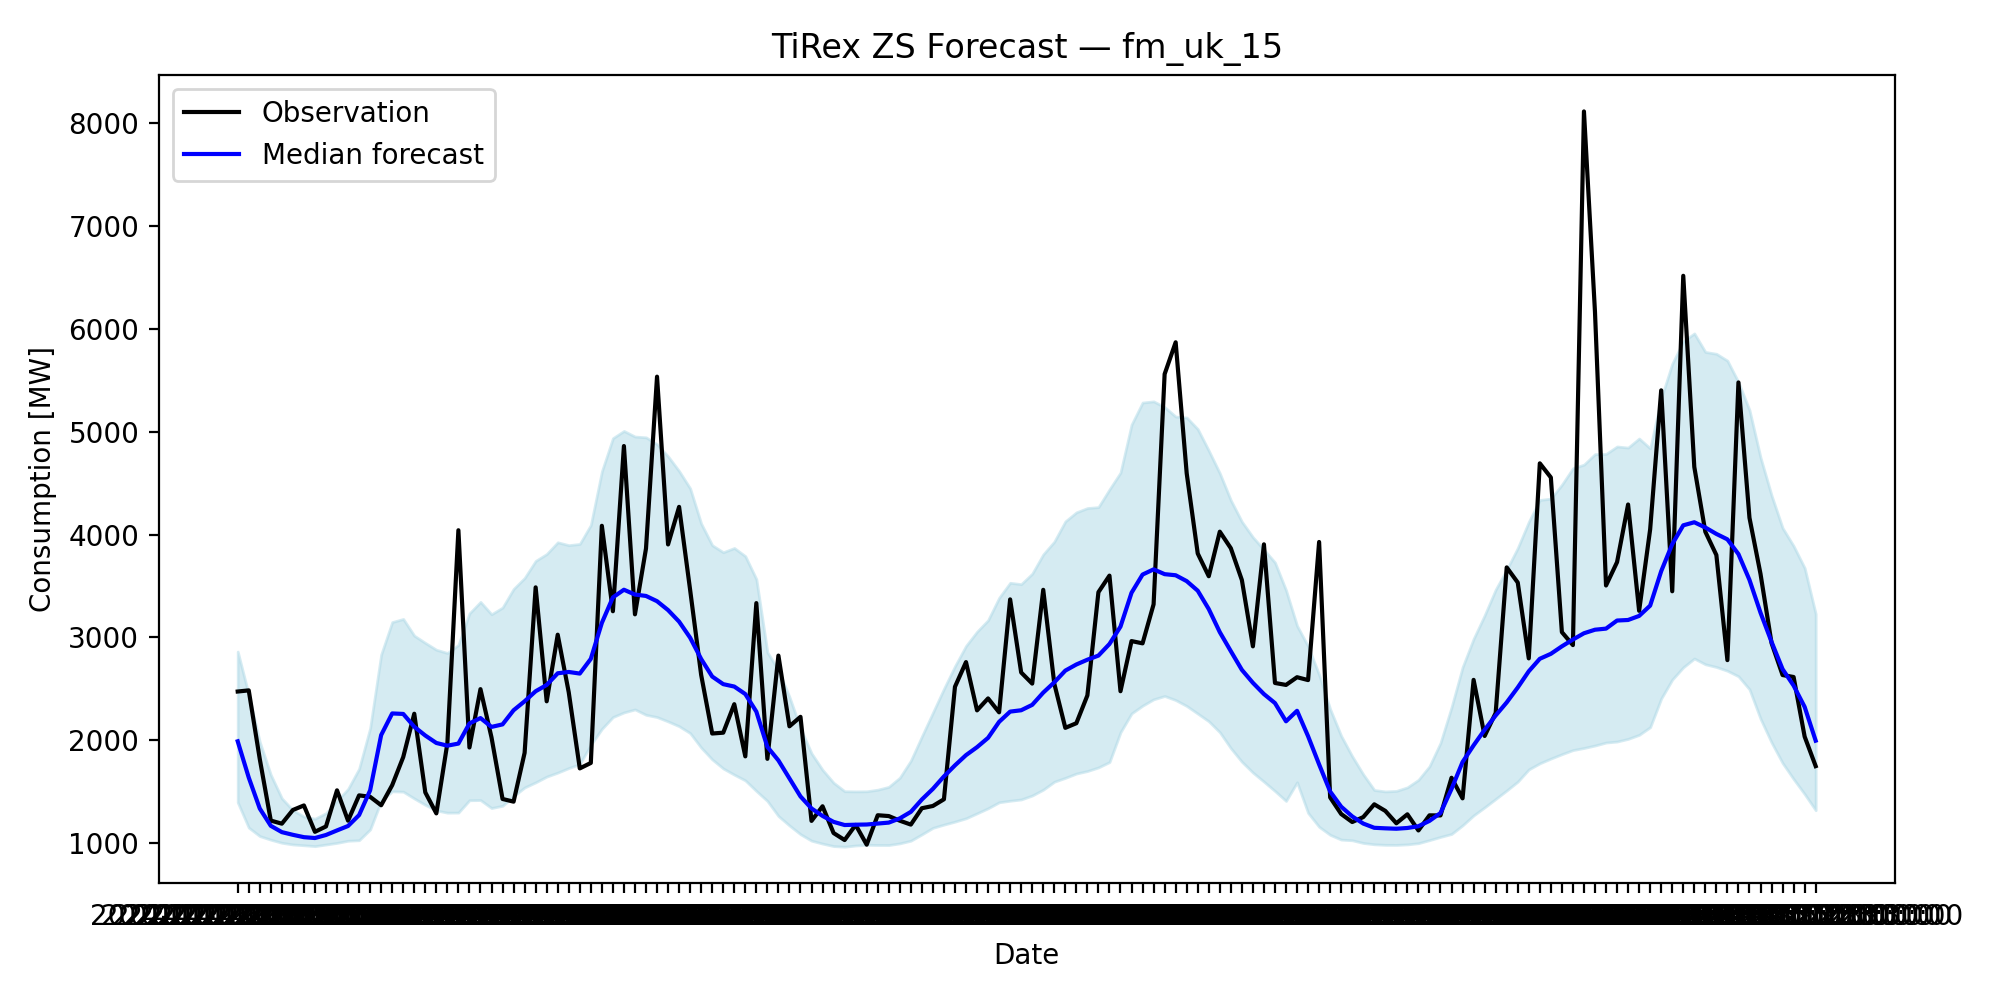 TiRex ZS Forecast — fm_uk_15
Observation
Median forecast
8000
7000
6000
5000
4000
3000
2000
1000
Consumption [MW]
Date